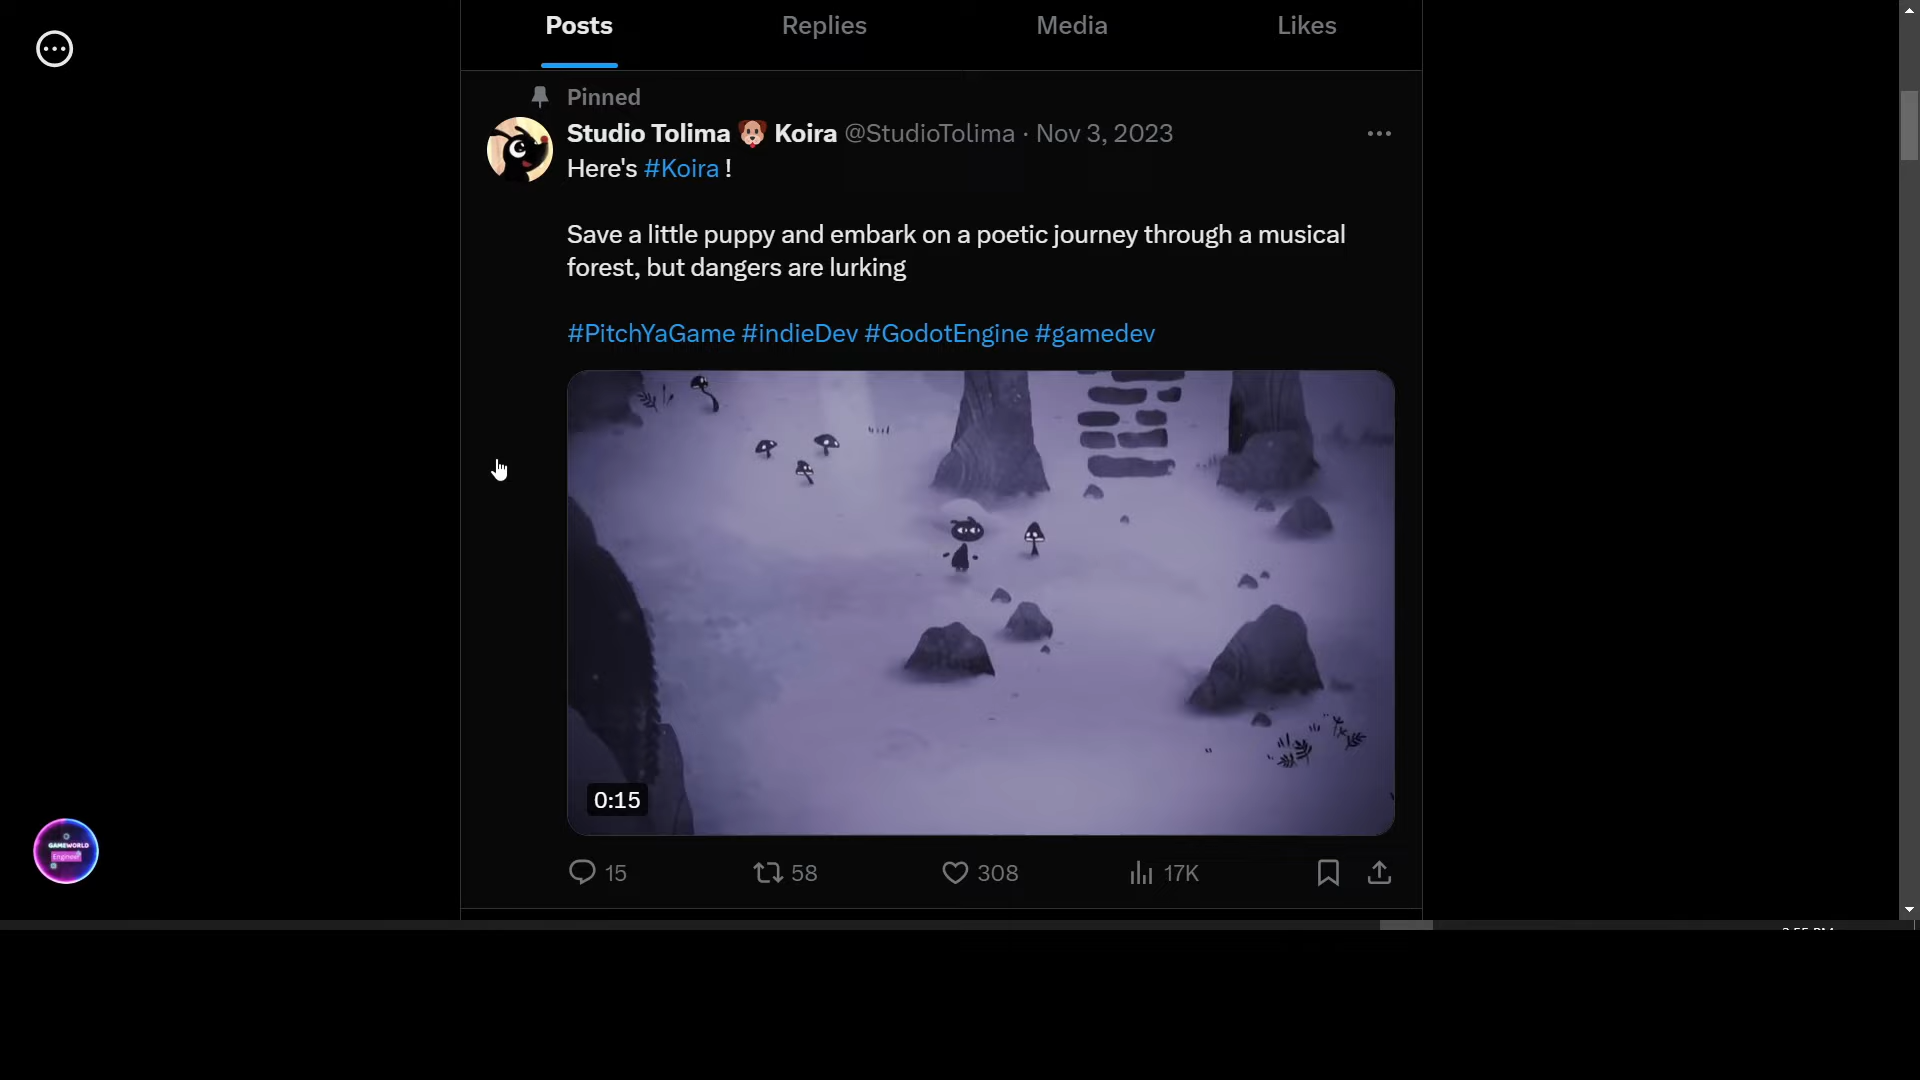 Posts Replies Media Likes
Pinned
Studio Tolima 🐶 Koira @StudioTolima · Nov 3, 2023
Here's #Koira !
Save a little puppy and embark on a poetic journey through a musical
forest, but dangers are lurking
#PitchYaGame #indieDev #GodotEngine #gamedev
0:15
15 58 308 17K
GAMEWORLD
Engineer